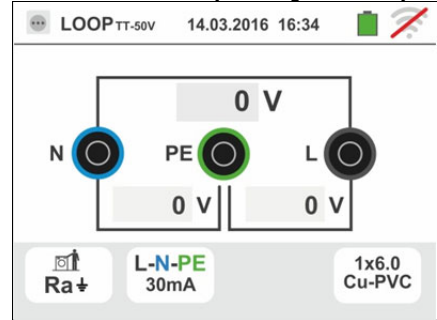 LOOP TT-50V 14.03.2016 16:34
0 V
N PE L
0 V 0 V
Ra L-N-PE 1x6.0
30mA Cu-PVC